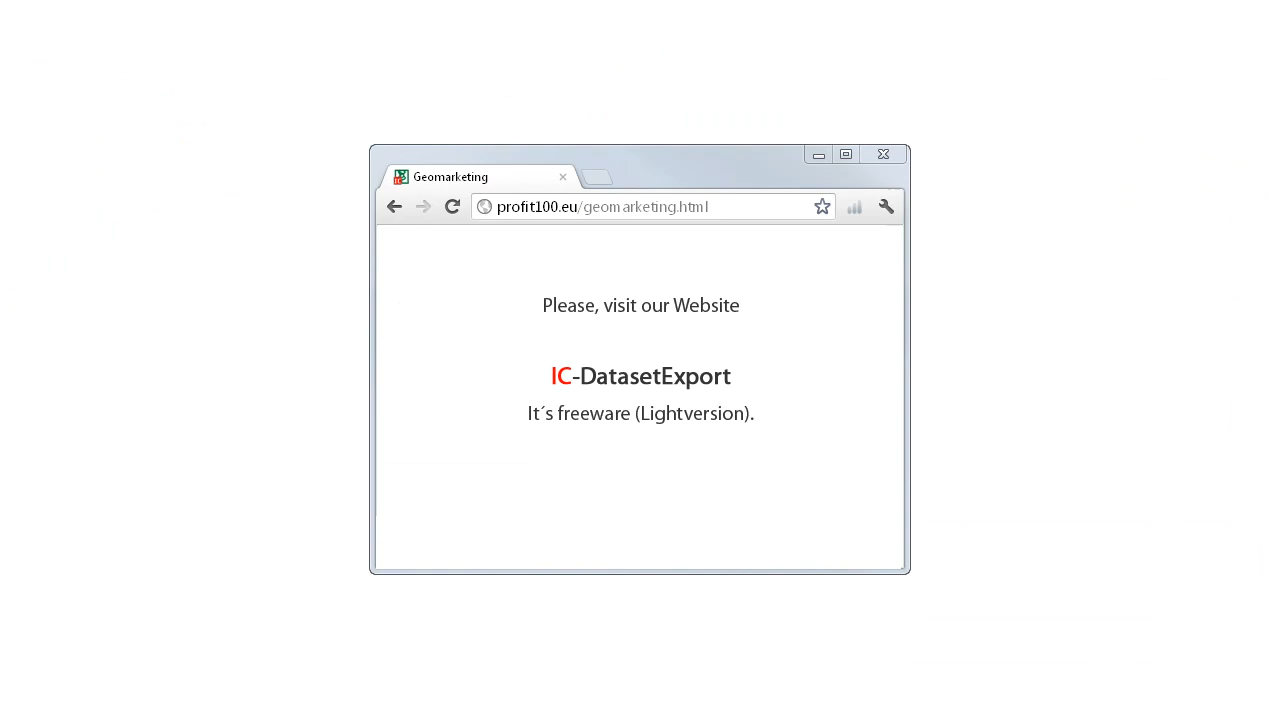 Geomarketing
profit100.eu/geomarketing.html
Please, visit our Website
IC-DatasetExport
It´s freeware (Lightversion).